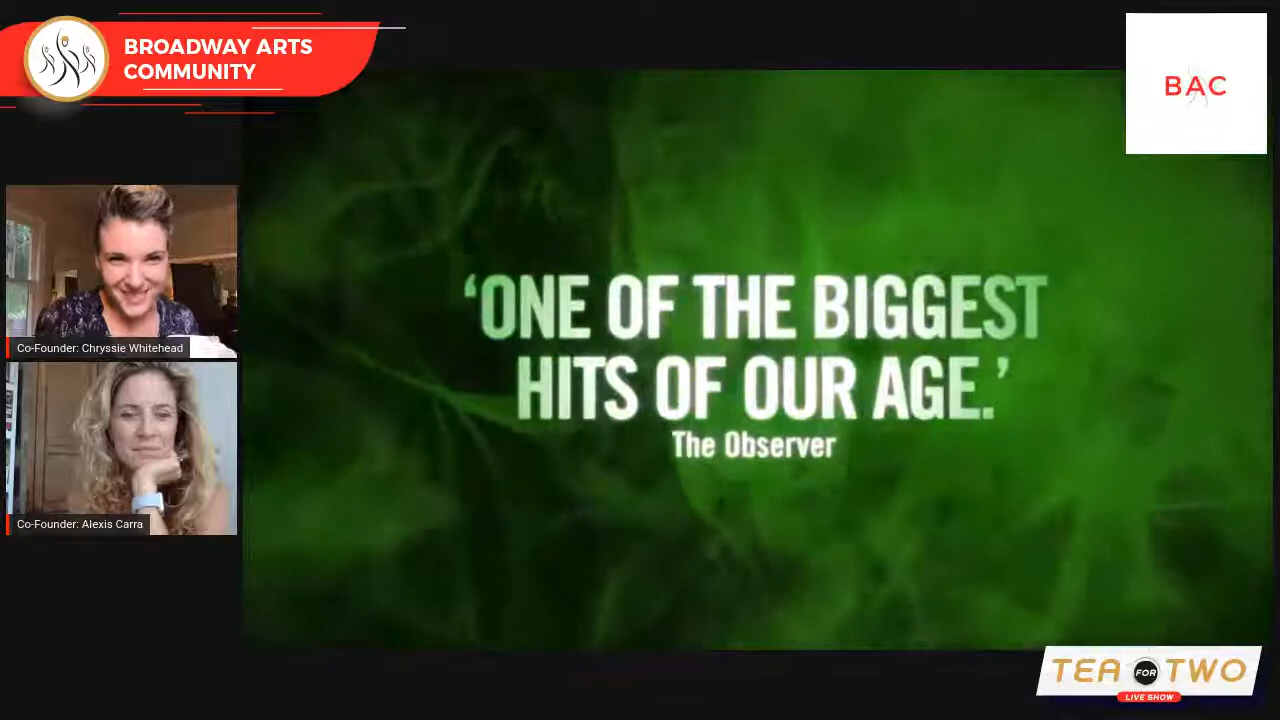 BROADWAY ARTS
COMMUNITY
BAC
Co-Founder: Chryssie Whitehead
Co-Founder: Alexis Carra
‘ONE OF THE BIGGEST
HITS OF OUR AGE.’
The Observer
TEA FOR TWO
LIVE SHOW